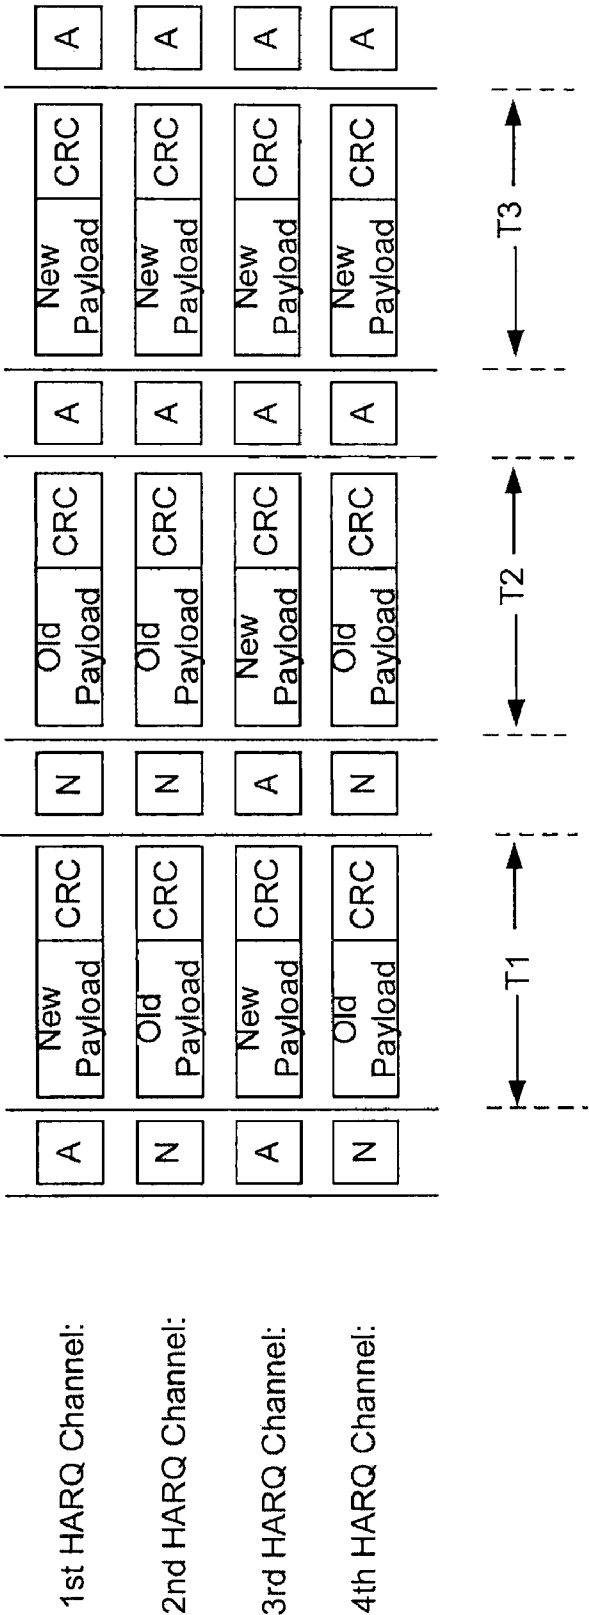 1st HARQ Channel: A New Payload CRC N Old Payload CRC A New Payload CRC A
2nd HARQ Channel: N Old Payload CRC N Old Payload CRC A New Payload CRC A
3rd HARQ Channel: A New Payload CRC A New Payload CRC A New Payload CRC A
4th HARQ Channel: N Old Payload CRC N Old Payload CRC A New Payload CRC A
T1 T2 T3